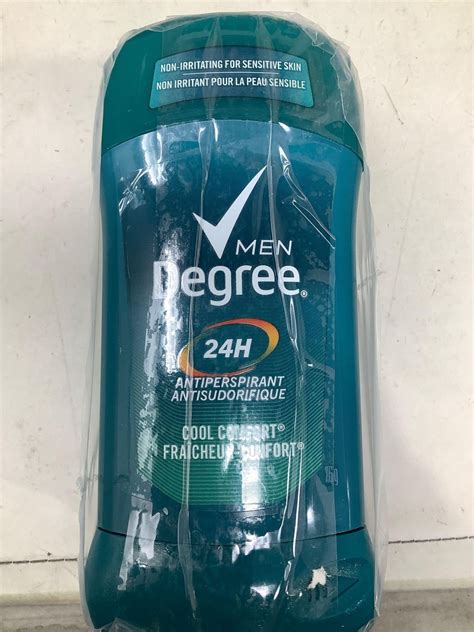 NON-IRRITATING FOR SENSITIVE SKIN
NON IRRITANT POUR LA PEAU SENSIBLE
MEN
Degree®
24H
ANTIPERSPIRANT
ANTISUDORIFIQUE
COOL COMFORT®
FRAÎCHEUR CONFORT®